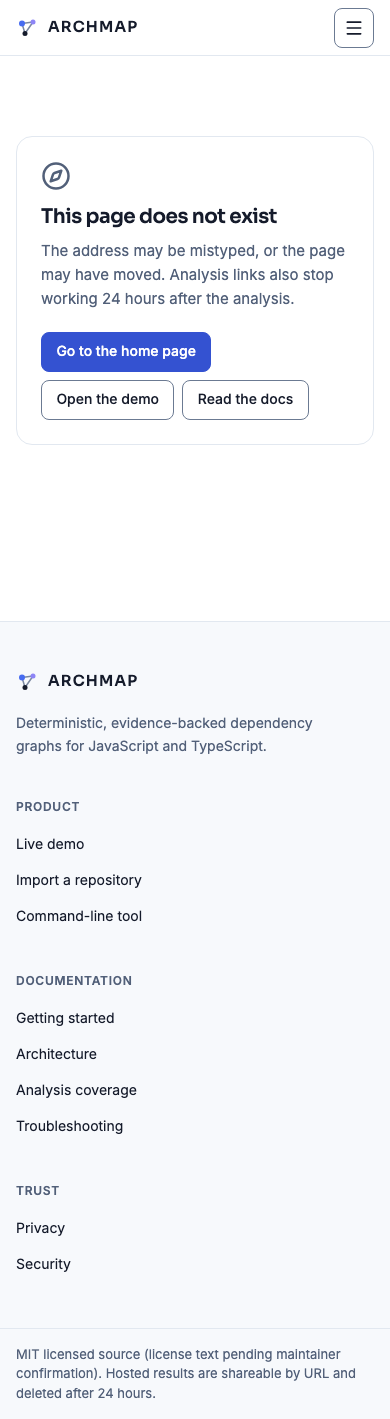 ARCHMAP
This page does not exist
The address may be mistyped, or the page
may have moved. Analysis links also stop
working 24 hours after the analysis.
Go to the home page
Open the demo
Read the docs
ARCHMAP
Deterministic, evidence-backed dependency
graphs for JavaScript and TypeScript.
PRODUCT
Live demo
Import a repository
Command-line tool
DOCUMENTATION
Getting started
Architecture
Analysis coverage
Troubleshooting
TRUST
Privacy
Security
MIT licensed source (license text pending maintainer
confirmation). Hosted results are shareable by URL and
deleted after 24 hours.